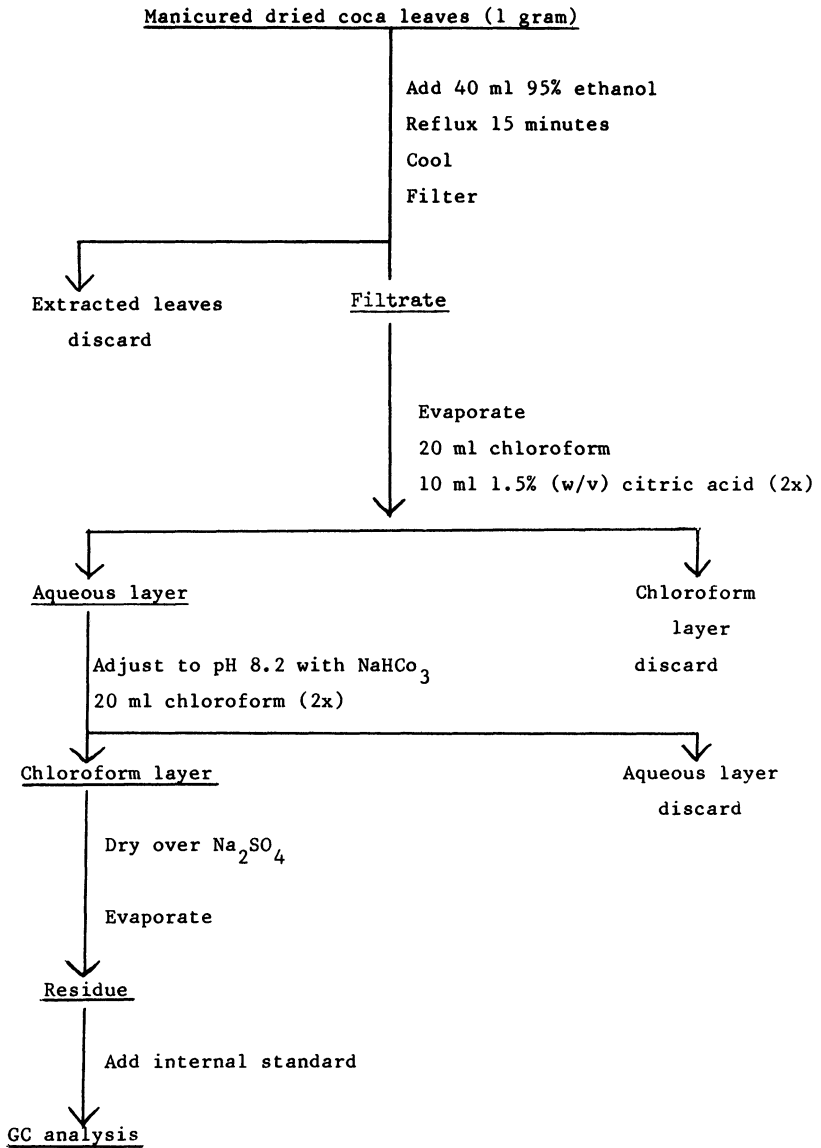 Manicured dried coca leaves (1 gram)
Add 40 ml 95% ethanol
Reflux 15 minutes
Cool
Filter
Extracted leaves
discard
Filtrate
Evaporate
20 ml chloroform
10 ml 1.5% (w/v) citric acid (2x)
Aqueous layer
Chloroform
layer
discard
Adjust to pH 8.2 with NaHCo3
20 ml chloroform (2x)
Chloroform layer
Aqueous layer
discard
Dry over Na2SO4
Evaporate
Residue
Add internal standard
GC analysis